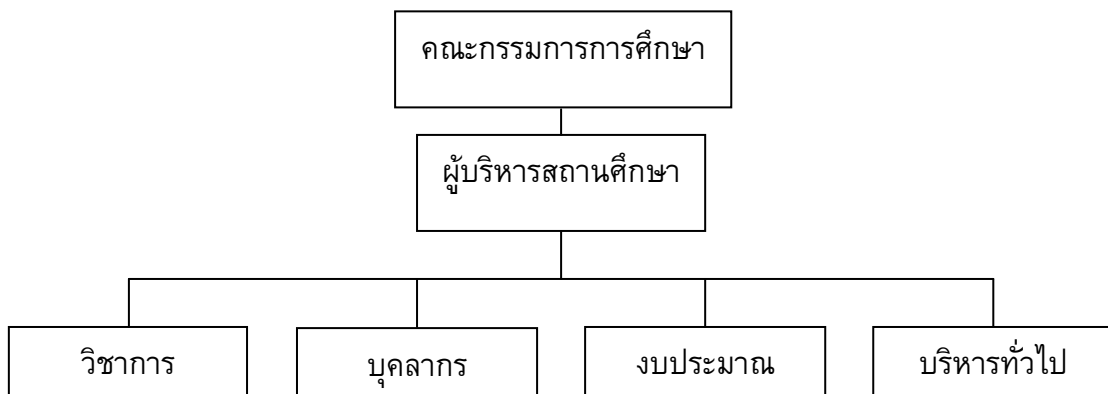 คณะกรรมการการศึกษา
ผู้บริหารสถานศึกษา
วิชาการ
บุคลากร
งบประมาณ
บริหารทั่วไป